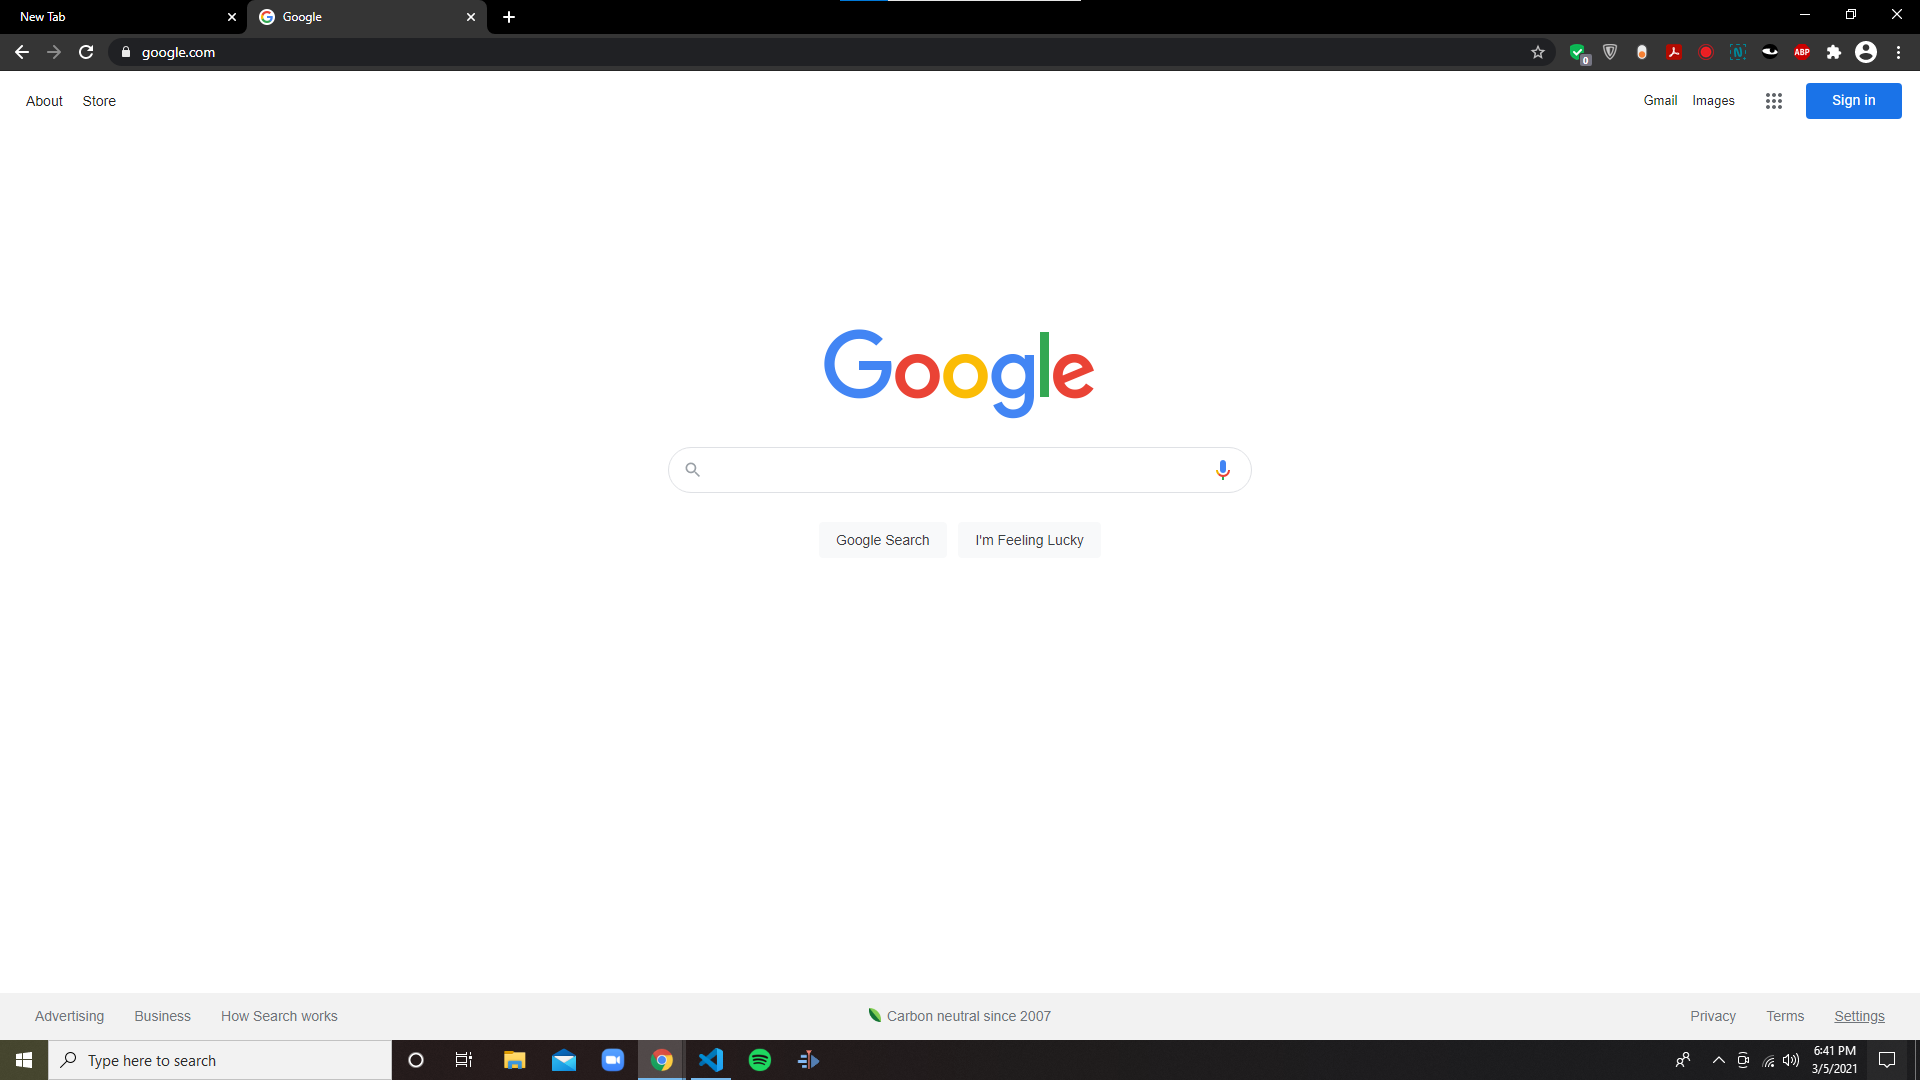 New Tab
Google
google.com
0
ABP
About
Store
Gmail
Images
Sign in
Google
Google Search
I'm Feeling Lucky
Advertising
Business
How Search works
Carbon neutral since 2007
Privacy
Terms
Settings
Type here to search
6:41 PM
3/5/2021